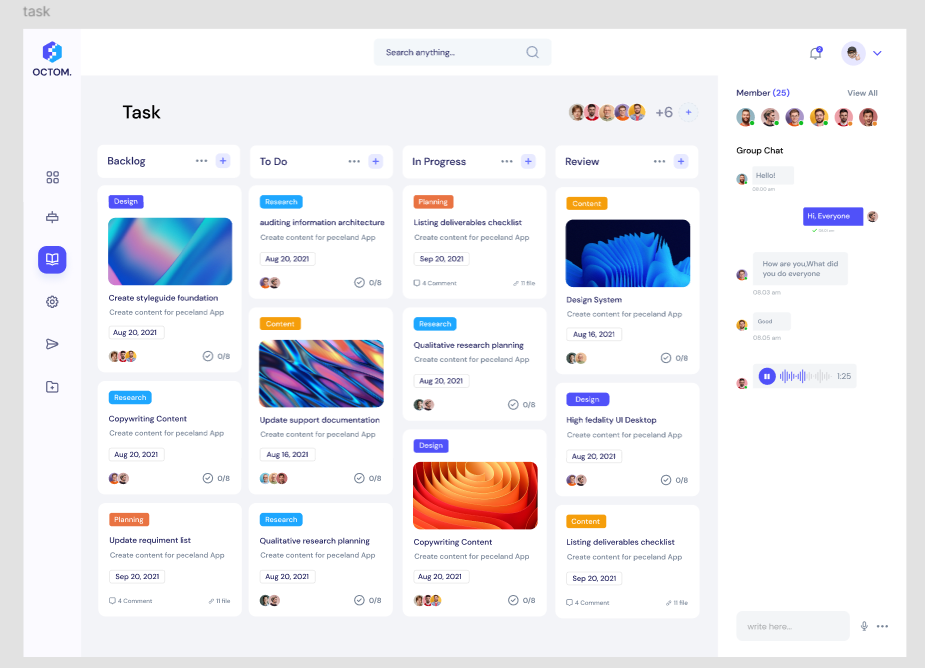 task
OCTOM.
Search anything...
2
Task
+6
+
Backlog
... +
Design
Create styleguide foundation
Create content for peceland App
Aug 20, 2021
0/8
Research
Copywriting Content
Create content for peceland App
Aug 20, 2021
0/8
Planning
Update requiment list
Create content for peceland App
Sep 20, 2021
4 Comment
11 file
To Do
... +
Research
auditing information architecture
Create content for peceland App
Aug 20, 2021
0/8
Content
Update support documentation
Create content for peceland App
Aug 16, 2021
0/8
Research
Qualitative research planning
Create content for peceland App
Aug 20, 2021
0/8
In Progress
... +
Planning
Listing deliverables checklist
Create content for peceland App
Sep 20, 2021
4 Comment
11 file
Research
Qualitative research planning
Create content for peceland App
Aug 20, 2021
0/8
Design
Copywriting Content
Create content for peceland App
Aug 20, 2021
0/8
Review
... +
Content
Design System
Create content for peceland App
Aug 16, 2021
0/8
Design
High fedality UI Desktop
Create content for peceland App
Aug 20, 2021
0/8
Content
Listing deliverables checklist
Create content for peceland App
Sep 20, 2021
4 Comment
11 file
Member (25)
View All
Group Chat
Hello!
08.00 am
Hi, Everyone
How are you,What did
you do everyone
08.03 am
Good
08.05 am
1:25
write here...